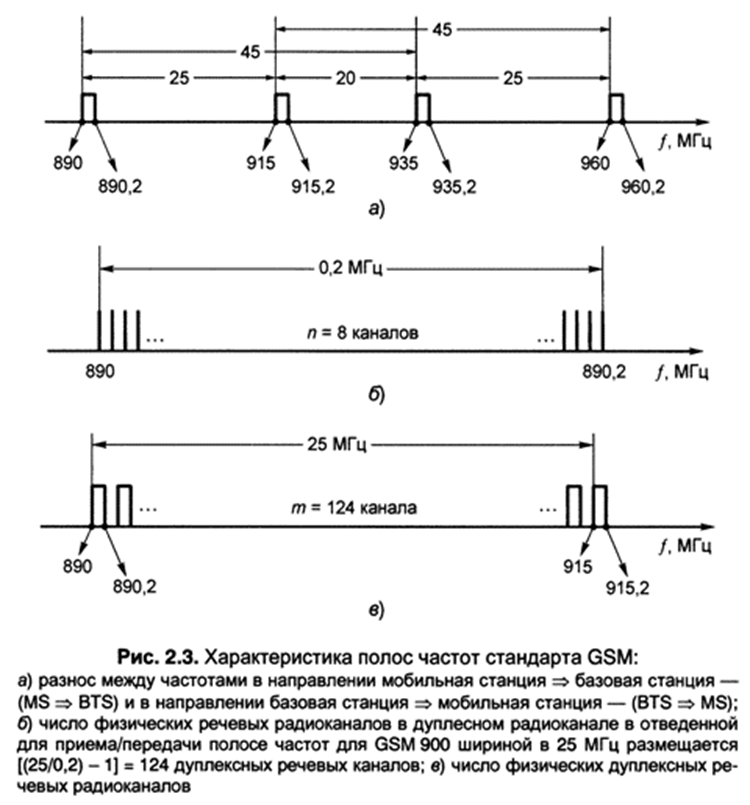 45
45
25
20
25
f, МГц
890
915
935
960
890,2
915,2
935,2
960,2
а)
0,2 МГц
...
n = 8 каналов
...
890
890,2
f, МГц
б)
25 МГц
...
m = 124 канала
...
f, МГц
890
915
890,2
915,2
в)
Рис. 2.3. Характеристика полос частот стандарта GSM:
а) разнос между частотами в направлении мобильная станция ⇒ базовая станция —
(MS ⇒ BTS) и в направлении базовая станция ⇒ мобильная станция — (BTS ⇒ MS);
б) число физических речевых радиоканалов в дуплесном радиоканале в отведенной
для приема/передачи полосе частот для GSM 900 шириной в 25 МГц размещается
[(25/0,2) – 1] = 124 дуплексных речевых каналов; в) число физических дуплексных ре-
чевых радиоканалов